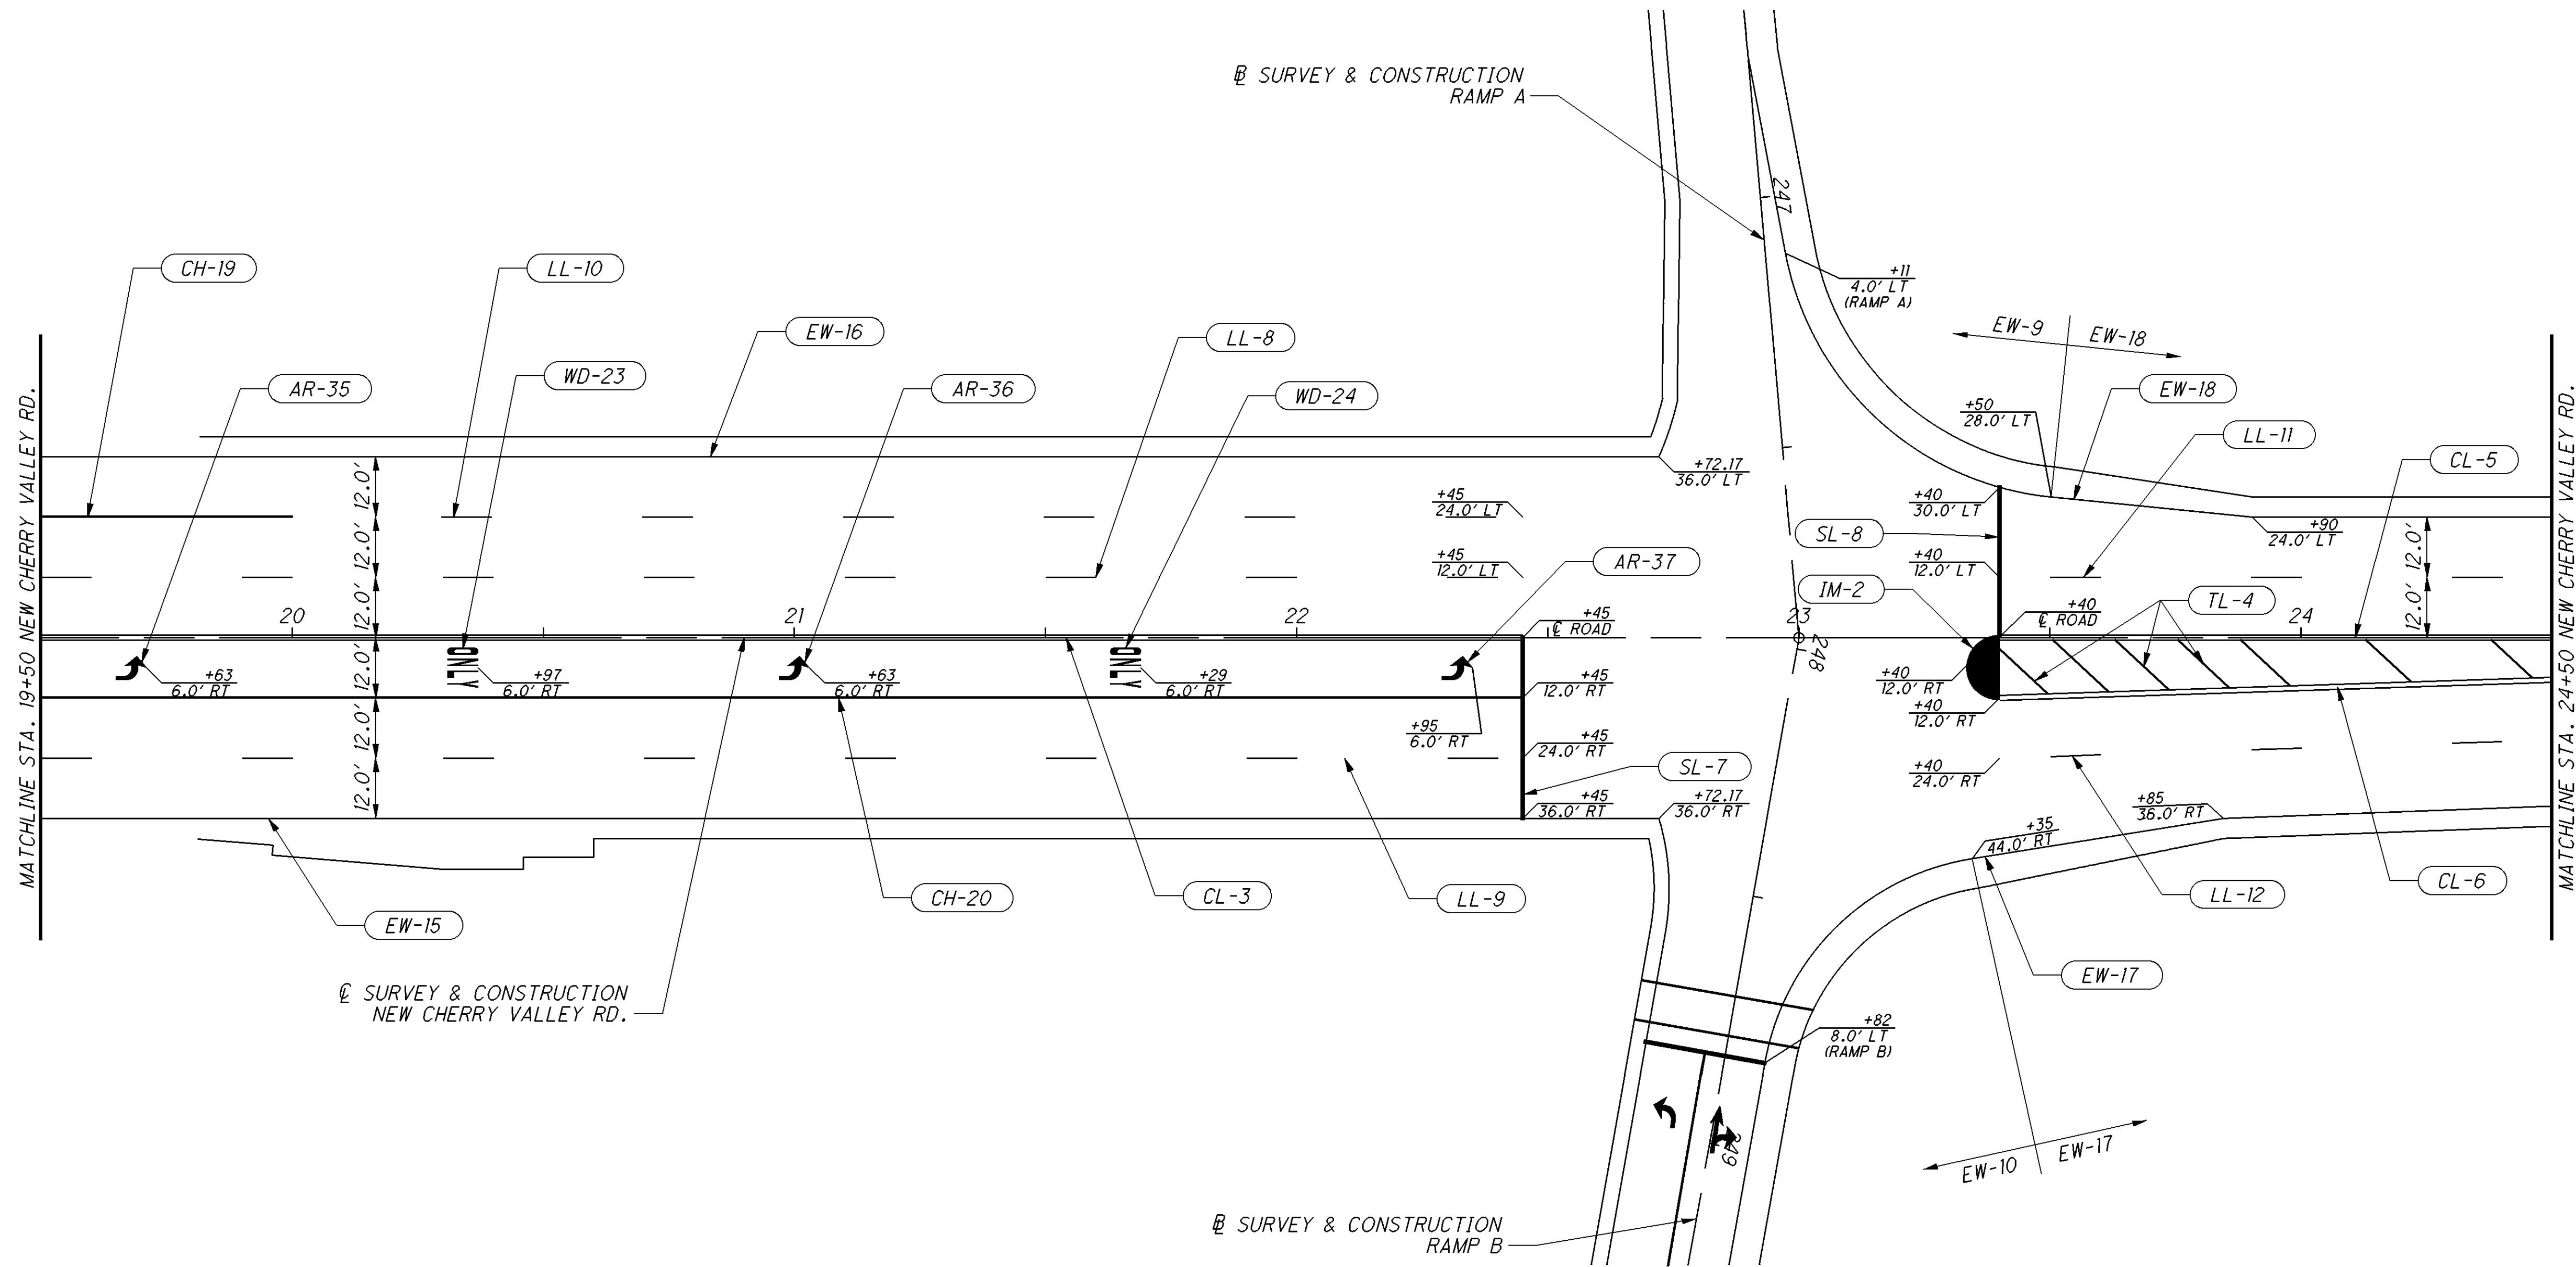 ℄ SURVEY & CONSTRUCTION
RAMP A
247
CH-19
LL-10
+11
4.0' LT
(RAMP A)
EW-16
LL-8
EW-9
EW-18
AR-35
WD-23
AR-36
WD-24
EW-18
+50
28.0' LT
LL-11
CL-5
MATCHLINE STA. 19+50 NEW CHERRY VALLEY RD.
MATCHLINE STA. 24+50 NEW CHERRY VALLEY RD.
12.0'
12.0'
12.0'
12.0'
12.0'
12.0'
+72.17
36.0' LT
+45
24.0' LT
+40
30.0' LT
SL-8
+90
24.0' LT
12.0'
12.0'
+45
12.0' LT
AR-37
+40
12.0' LT
IM-2
TL-4
20
21
22
23
24
+45
℄ ROAD
+40
℄ ROAD
248
ONLY
ONLY
+63
6.0' RT
+97
6.0' RT
+63
6.0' RT
+29
6.0' RT
+45
12.0' RT
+40
12.0' RT
+40
12.0' RT
+95
6.0' RT
+45
24.0' RT
+40
24.0' RT
SL-7
+45
36.0' RT
+72.17
36.0' RT
+85
36.0' RT
+35
44.0' RT
EW-15
CH-20
CL-3
LL-9
LL-12
CL-6
EW-17
℄ SURVEY & CONSTRUCTION
NEW CHERRY VALLEY RD.
+82
8.0' LT
(RAMP B)
249
EW-10
EW-17
℄ SURVEY & CONSTRUCTION
RAMP B